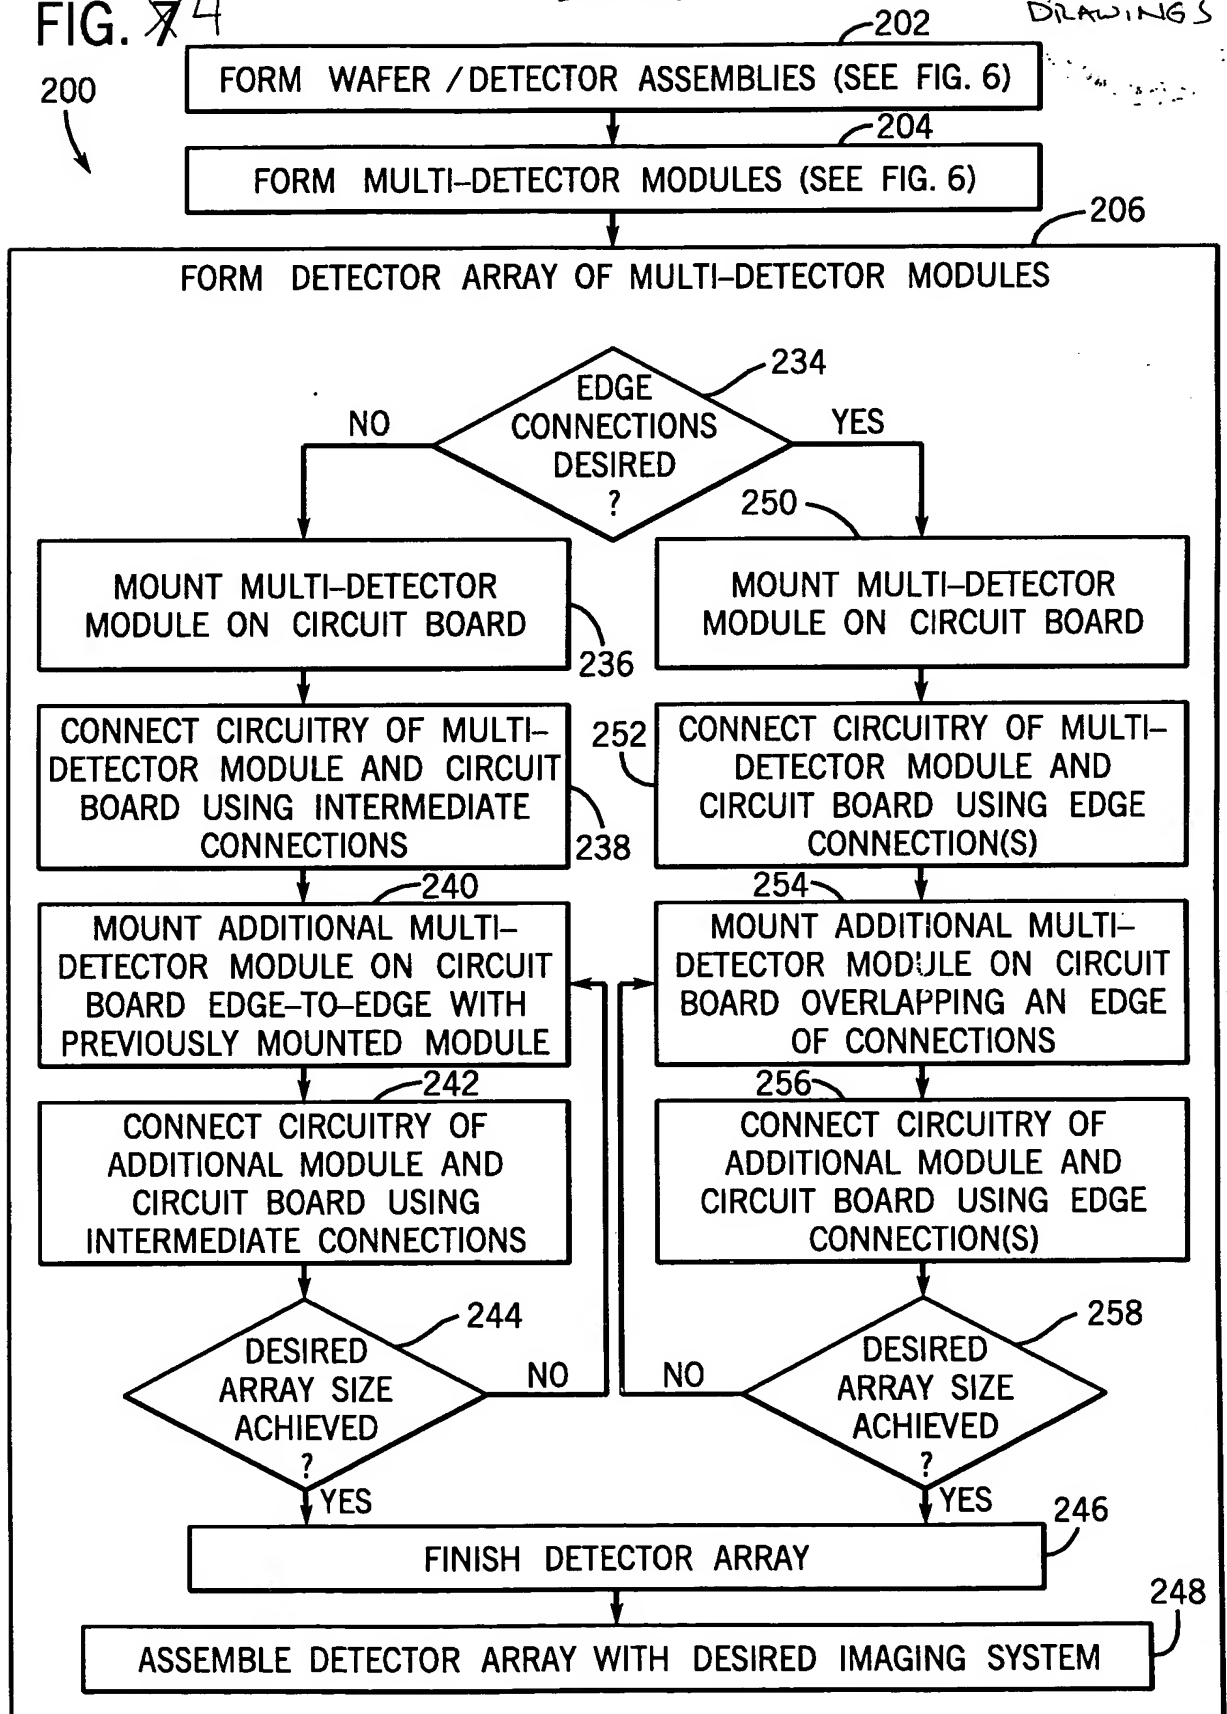 FIG. 7 4
DRAWINGS
200
202
FORM WAFER / DETECTOR ASSEMBLIES (SEE FIG. 6)
204
FORM MULTI–DETECTOR MODULES (SEE FIG. 6)
206
FORM DETECTOR ARRAY OF MULTI–DETECTOR MODULES
234
EDGE
CONNECTIONS
DESIRED
?
NO
YES
MOUNT MULTI–DETECTOR
MODULE ON CIRCUIT BOARD
236
CONNECT CIRCUITRY OF MULTI–
DETECTOR MODULE AND CIRCUIT
BOARD USING INTERMEDIATE
CONNECTIONS
238
240
MOUNT ADDITIONAL MULTI–
DETECTOR MODULE ON CIRCUIT
BOARD EDGE–TO–EDGE WITH
PREVIOUSLY MOUNTED MODULE
242
CONNECT CIRCUITRY OF
ADDITIONAL MODULE AND
CIRCUIT BOARD USING
INTERMEDIATE CONNECTIONS
244
DESIRED
ARRAY SIZE
ACHIEVED
?
NO
YES
250
MOUNT MULTI–DETECTOR
MODULE ON CIRCUIT BOARD
252
CONNECT CIRCUITRY OF MULTI–
DETECTOR MODULE AND
CIRCUIT BOARD USING EDGE
CONNECTION(S)
254
MOUNT ADDITIONAL MULTI–
DETECTOR MODULE ON CIRCUIT
BOARD OVERLAPPING AN EDGE
OF CONNECTIONS
256
CONNECT CIRCUITRY OF
ADDITIONAL MODULE AND
CIRCUIT BOARD USING EDGE
CONNECTION(S)
258
DESIRED
ARRAY SIZE
ACHIEVED
?
NO
YES
246
FINISH DETECTOR ARRAY
248
ASSEMBLE DETECTOR ARRAY WITH DESIRED IMAGING SYSTEM